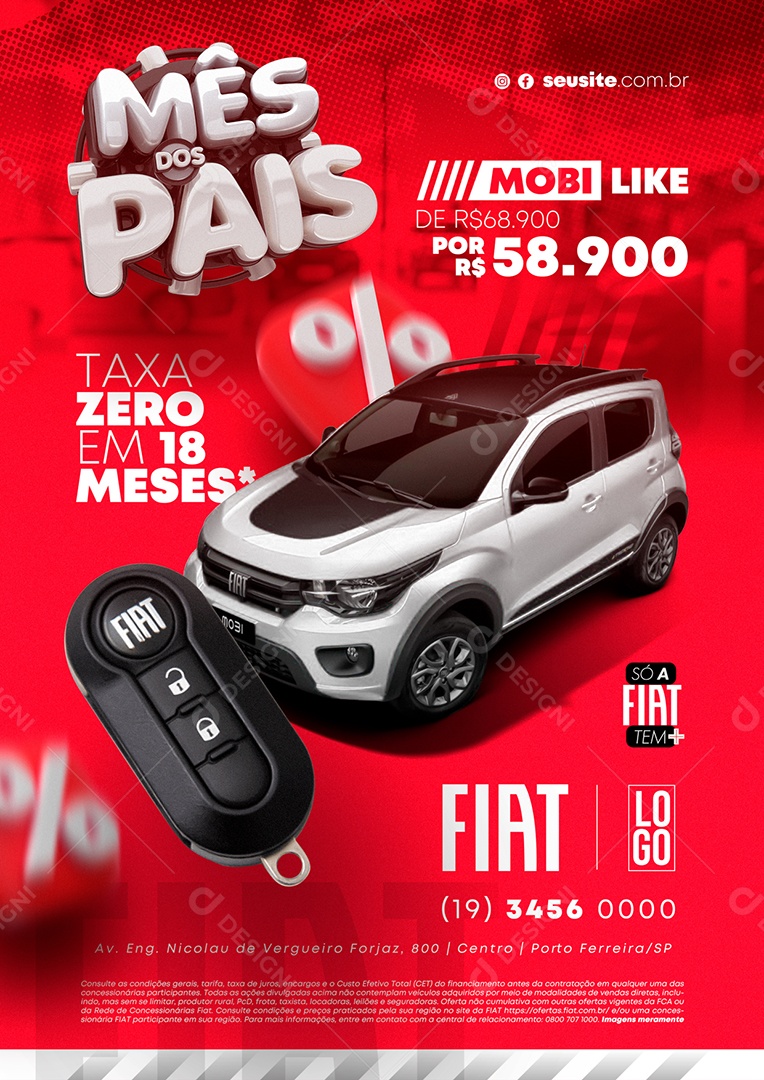 MÊS
DOS
PAIS
seusite.com.br
MOBI LIKE
DE R$68.900
POR
R$ 58.900
TAXA
ZERO
EM 18
MESES*
FIAT
MOBI
FIAT
SÓ A
FIAT
TEM+
FIAT
LO
GO
(19) 3456 0000
Av. Eng. Nicolau de Vergueiro Forjaz, 800 | Centro | Porto Ferreira/SP
Consulte as condições gerais, tarifa, taxa de juros, encargos e o Custo Efetivo Total (CET) do financiamento antes da contratação em qualquer uma das
concessionárias participantes. Todas as ações divulgadas acima não contemplam veículos adquiridos por meio de modalidades de vendas diretas, inclu-
indo, mas sem se limitar, produtor rural, PcD, frota, taxista, locadoras, leilões e seguradoras. Oferta não cumulativa com outras ofertas vigentes da FCA ou
da Rede de Concessionárias Fiat. Consulte condições e preços praticados pela sua região no site da FIAT https://ofertas.fiat.com.br/ e/ou uma conces-
sionária FIAT participante em sua região. Para mais informações, entre em contato com a central de relacionamento: 0800 707 1000. Imagens meramente
FIAT
DESIGNI